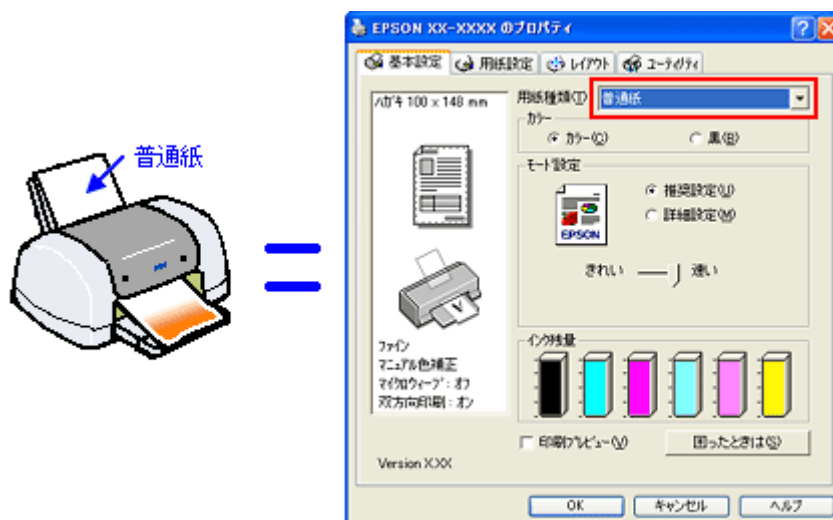 普通紙
EPSON XX-XXXX のプロパティ
基本設定
用紙設定
レイアウト
ユーティリティ
ハガキ 100 x 148 mm
用紙種類(T)
普通紙
カラー
カラー(C)
黒(B)
モード設定
EPSON
推奨設定(U)
詳細設定(M)
きれい
速い
ファイン
マニュアル色補正
マイクロウィーブ：オフ
双方向印刷：オン
インク残量
印刷プレビュー(V)
困ったときは(S)
Version X.XX
OK
キャンセル
ヘルプ